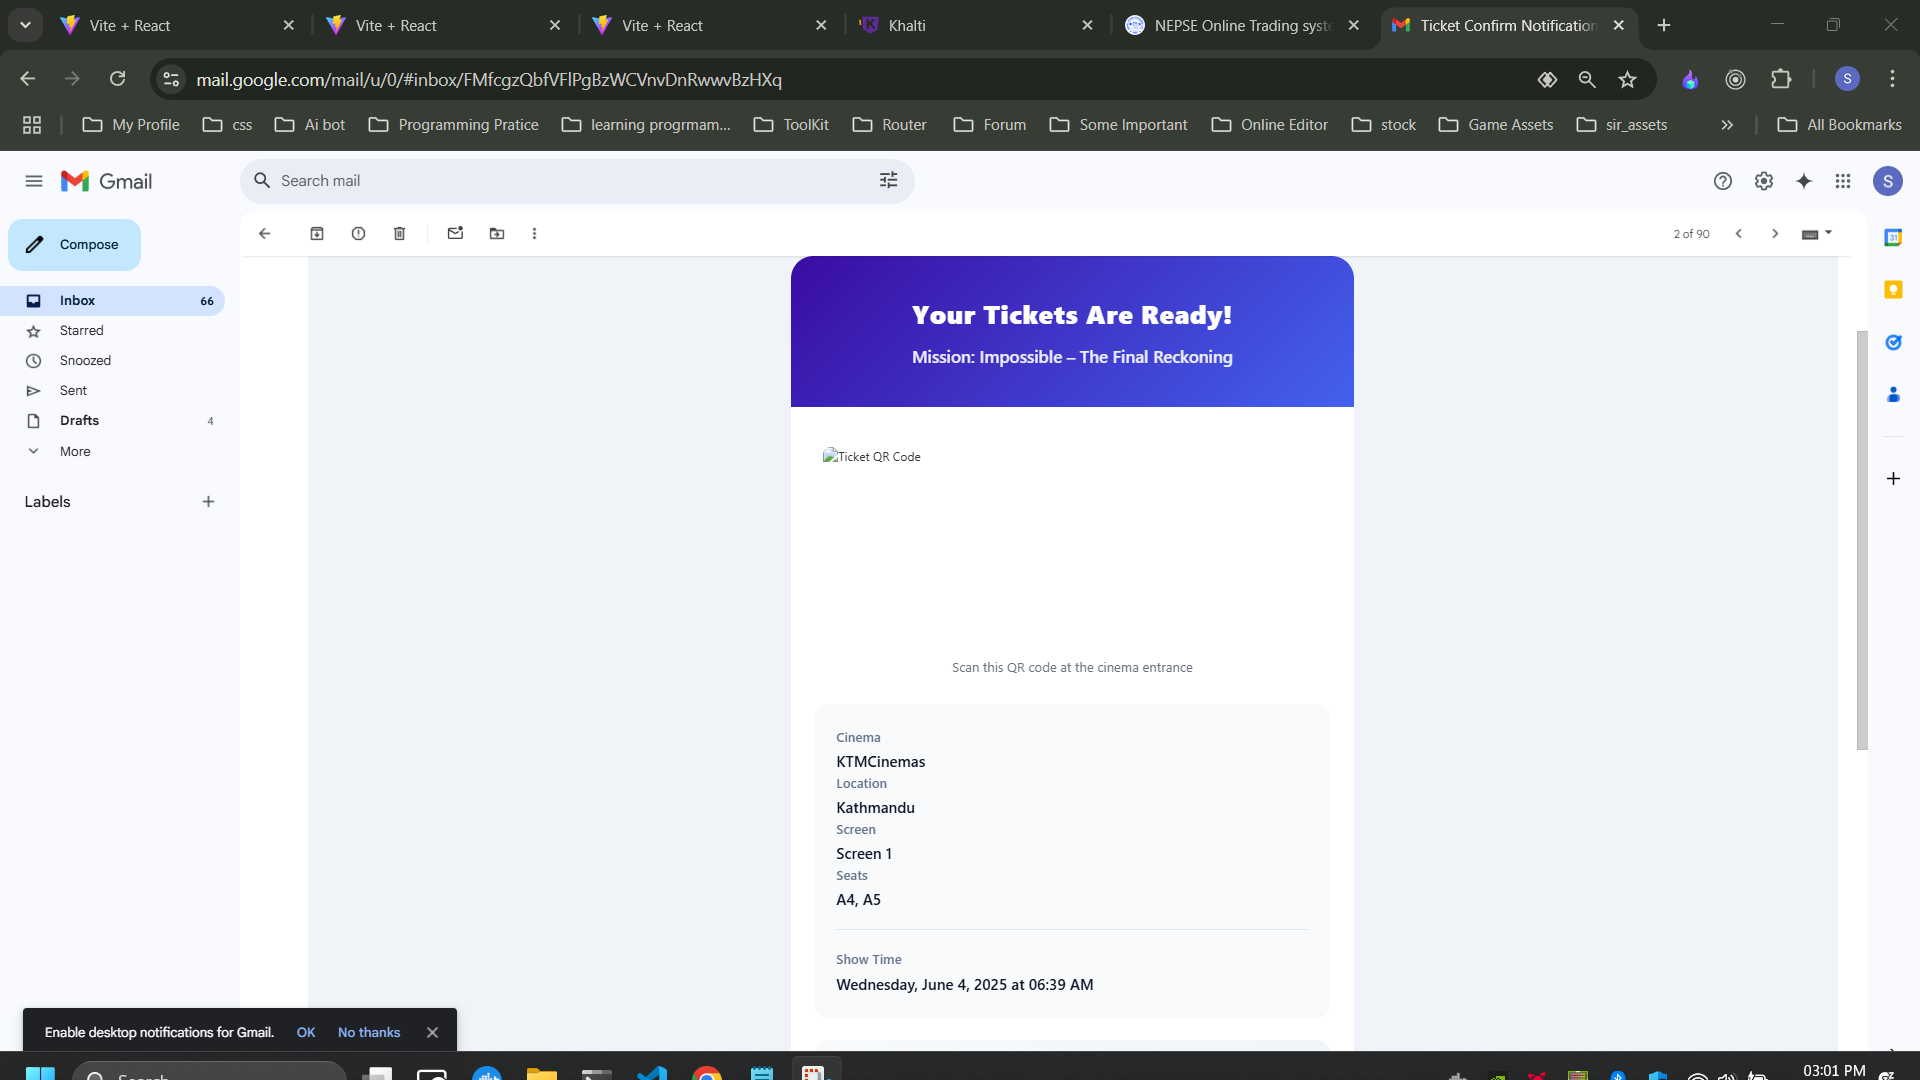 Vite + React
Vite + React
Vite + React
Khalti
NEPSE Online Trading syste
Ticket Confirm Notification
mail.google.com/mail/u/0/#inbox/FMfcgzQbfVFlPgBzWCVnvDnRwwvBzHXq
S
My Profile
css
Ai bot
Programming Pratice
learning progrmam...
ToolKit
Router
Forum
Some Important
Online Editor
stock
Game Assets
sir_assets
All Bookmarks
Gmail
Search mail
S
Compose
2 of 90
Inbox 66
Starred
Snoozed
Sent
Drafts 4
More
Labels
Your Tickets Are Ready!
Mission: Impossible – The Final Reckoning
Ticket QR Code
Scan this QR code at the cinema entrance
Cinema
KTMCinemas
Location
Kathmandu
Screen
Screen 1
Seats
A4, A5
Show Time
Wednesday, June 4, 2025 at 06:39 AM
31
Enable desktop notifications for Gmail. OK No thanks
Search
03:01 PM